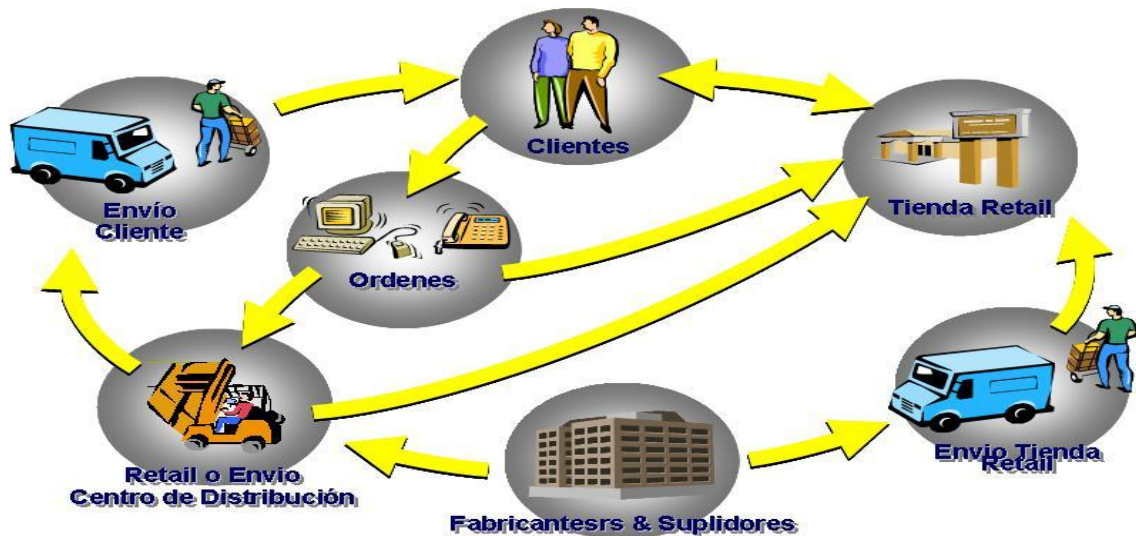 Clientes
Envío
Cliente
Tienda Retail
Ordenes
Envio Tienda
Retail
Retail o Envio
Centro de Distribución
Fabricantesrs & Suplidores